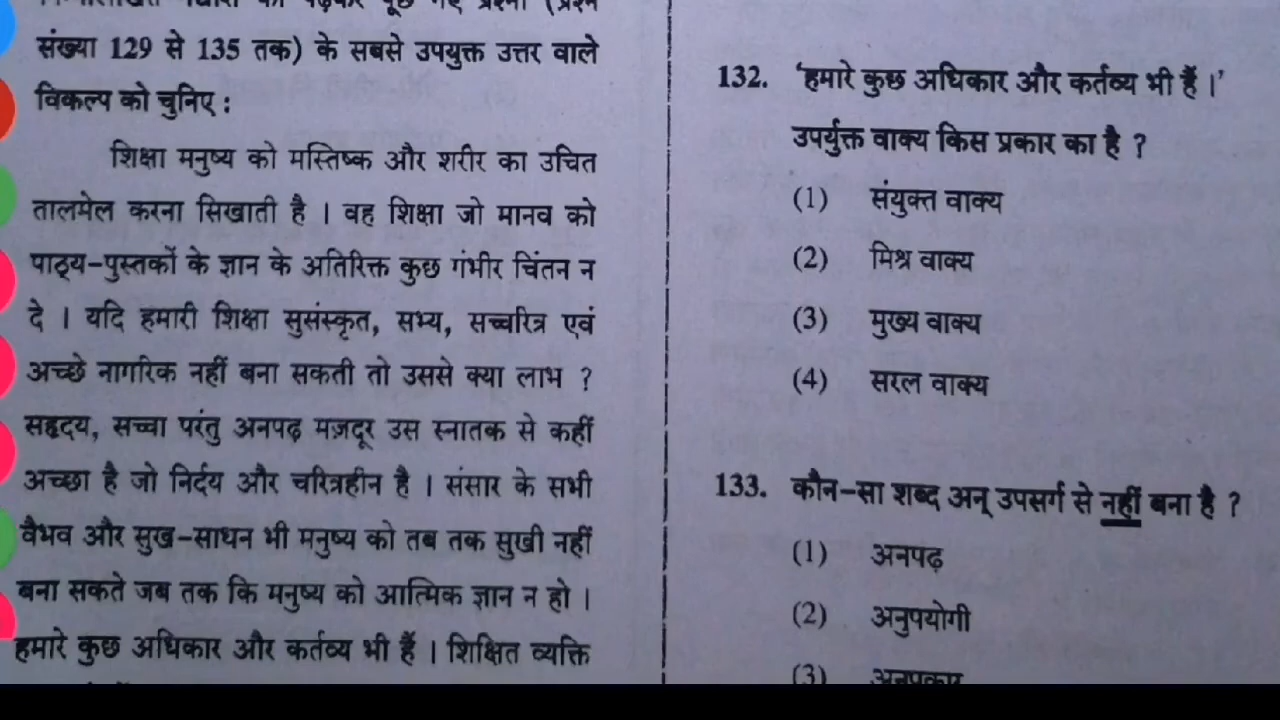 संख्या 129 से 135 तक) के सबसे उपयुक्त उत्तर वाले
विकल्प को चुनिए :
शिक्षा मनुष्य को मस्तिष्क और शरीर का उचित
तालमेल करना सिखाती है । वह शिक्षा जो मानव को
पाठ्य-पुस्तकों के ज्ञान के अतिरिक्त कुछ गंभीर चिंतन न
दे । यदि हमारी शिक्षा सुसंस्कृत, सभ्य, सच्चरित्र एवं
अच्छे नागरिक नहीं बना सकती तो उससे क्या लाभ ?
सहृदय, सच्चा परंतु अनपढ़ मज़दूर उस स्नातक से कहीं
अच्छा है जो निर्दय और चरित्रहीन है । संसार के सभी
वैभव और सुख-साधन भी मनुष्य को तब तक सुखी नहीं
बना सकते जब तक कि मनुष्य को आत्मिक ज्ञान न हो ।
हमारे कुछ अधिकार और कर्तव्य भी हैं । शिक्षित व्यक्ति
132. 'हमारे कुछ अधिकार और कर्तव्य भी हैं ।'
उपर्युक्त वाक्य किस प्रकार का है ?
(1) संयुक्त वाक्य
(2) मिश्र वाक्य
(3) मुख्य वाक्य
(4) सरल वाक्य
133. कौन-सा शब्द अन् उपसर्ग से नहीं बना है ?
(1) अनपढ़
(2) अनुपयोगी
(3)